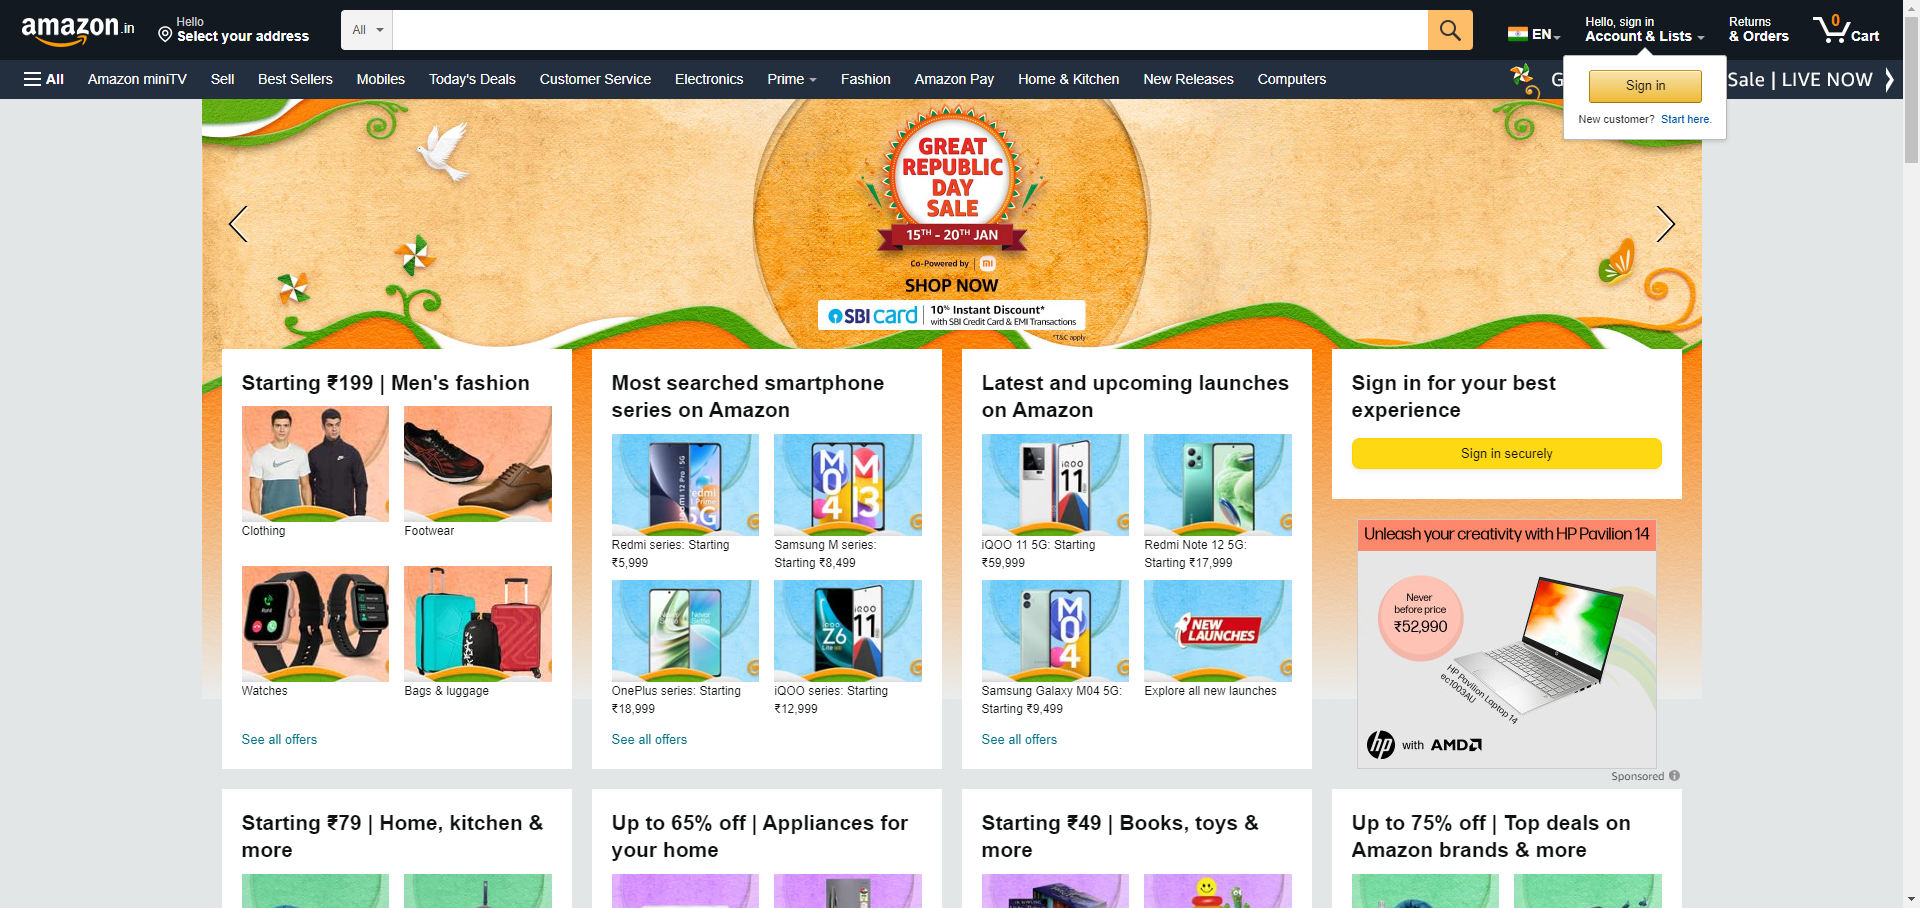 amazon.in
Hello
Select your address
All
EN
Hello, sign in
Account & Lists
Returns
& Orders
0
Cart
All
Amazon miniTV
Sell
Best Sellers
Mobiles
Today's Deals
Customer Service
Electronics
Prime
Fashion
Amazon Pay
Home & Kitchen
New Releases
Computers
G
Sale | LIVE NOW
Sign in
New customer? Start here.
GREAT
REPUBLIC
DAY
SALE
15TH - 20TH JAN
Co-Powered by | mi
SHOP NOW
SBI card
10% Instant Discount*
with SBI Credit Card & EMI Transactions
*T&C apply
Starting ₹199 | Men's fashion
Clothing
Footwear
Watches
Bags & luggage
See all offers
Most searched smartphone
series on Amazon
Redmi series: Starting
₹5,999
Samsung M series:
Starting ₹8,499
OnePlus series: Starting
₹18,999
iQOO series: Starting
₹12,999
See all offers
Latest and upcoming launches
on Amazon
iQOO 11 5G: Starting
₹59,999
Redmi Note 12 5G:
Starting ₹17,999
NEW
LAUNCHES
Samsung Galaxy M04 5G:
Starting ₹9,499
Explore all new launches
See all offers
Sign in for your best
experience
Sign in securely
Unleash your creativity with HP Pavilion 14
Never
before price
₹52,990
HP Pavilion Laptop 14
ec1003AU
hp with AMD
Sponsored
Starting ₹79 | Home, kitchen &
more
Up to 65% off | Appliances for
your home
Starting ₹49 | Books, toys &
more
Up to 75% off | Top deals on
Amazon brands & more